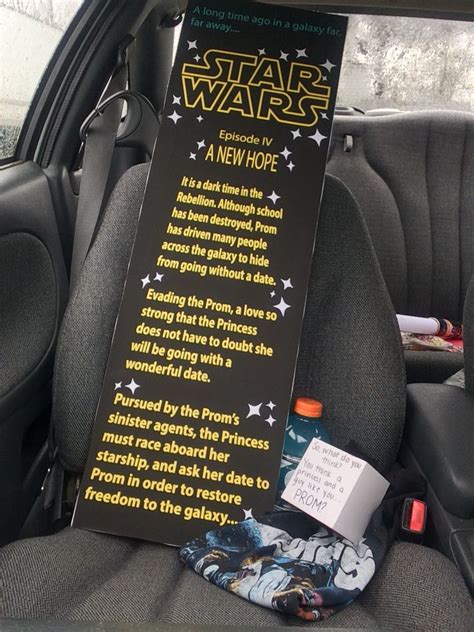 A long time ago in a galaxy far,
far away....
STAR
WARS
Episode IV
A NEW HOPE
It is a dark time in the
Rebellion. Although school
has been destroyed, Prom
has driven many people
across the galaxy to hide
from going without a date.
Evading the Prom, a love so
strong that the Princess
does not have to doubt she
will be going with a
wonderful date.
Pursued by the Prom's
sinister agents, the Princess
must race aboard her
starship, and ask her date to
Prom in order to restore
freedom to the galaxy...
So, what do you
think?
You think a
princess and a
guy like you...
PROM?